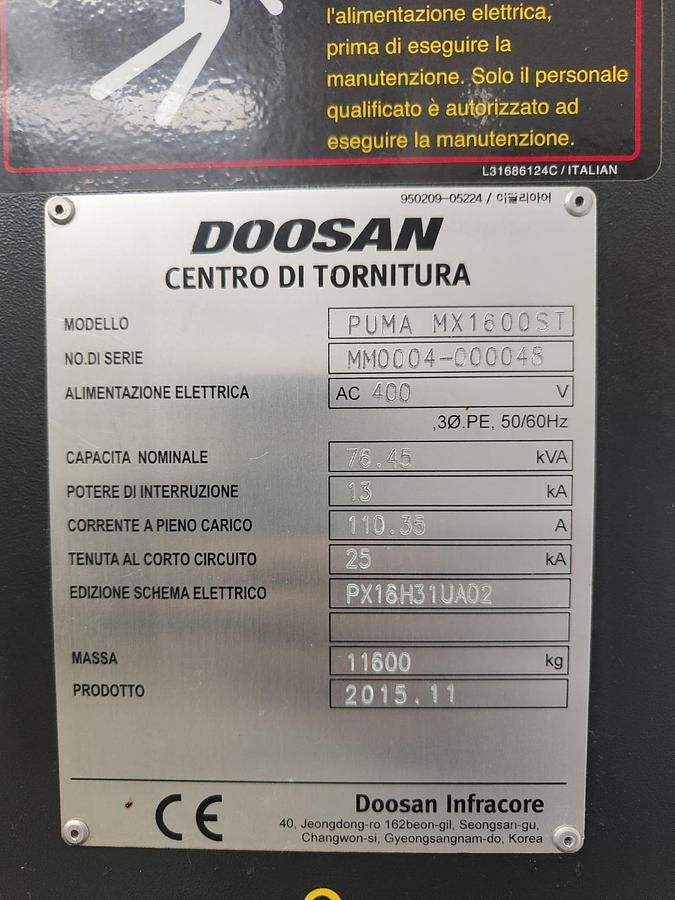 l'alimentazione elettrica,
prima di eseguire la
manutenzione. Solo il personale
qualificato è autorizzato ad
eseguire la manutenzione.
L31686124C / ITALIAN
950209-05224 / 이탈리아어
DOOSAN
CENTRO DI TORNITURA
MODELLO PUMA MX1600ST
NO.DI SERIE MM0004-000048
ALIMENTAZIONE ELETTRICA AC 400 V
,3Ø.PE, 50/60Hz
CAPACITA NOMINALE 76.45 kVA
POTERE DI INTERRUZIONE 13 kA
CORRENTE A PIENO CARICO 110.35 A
TENUTA AL CORTO CIRCUITO 25 kA
EDIZIONE SCHEMA ELETTRICO PX16H31UA02
MASSA 11600 kg
PRODOTTO 2015.11
CE
Doosan Infracore
40, Jeongdong-ro 162beon-gil, Seongsan-gu,
Changwon-si, Gyeongsangnam-do, Korea